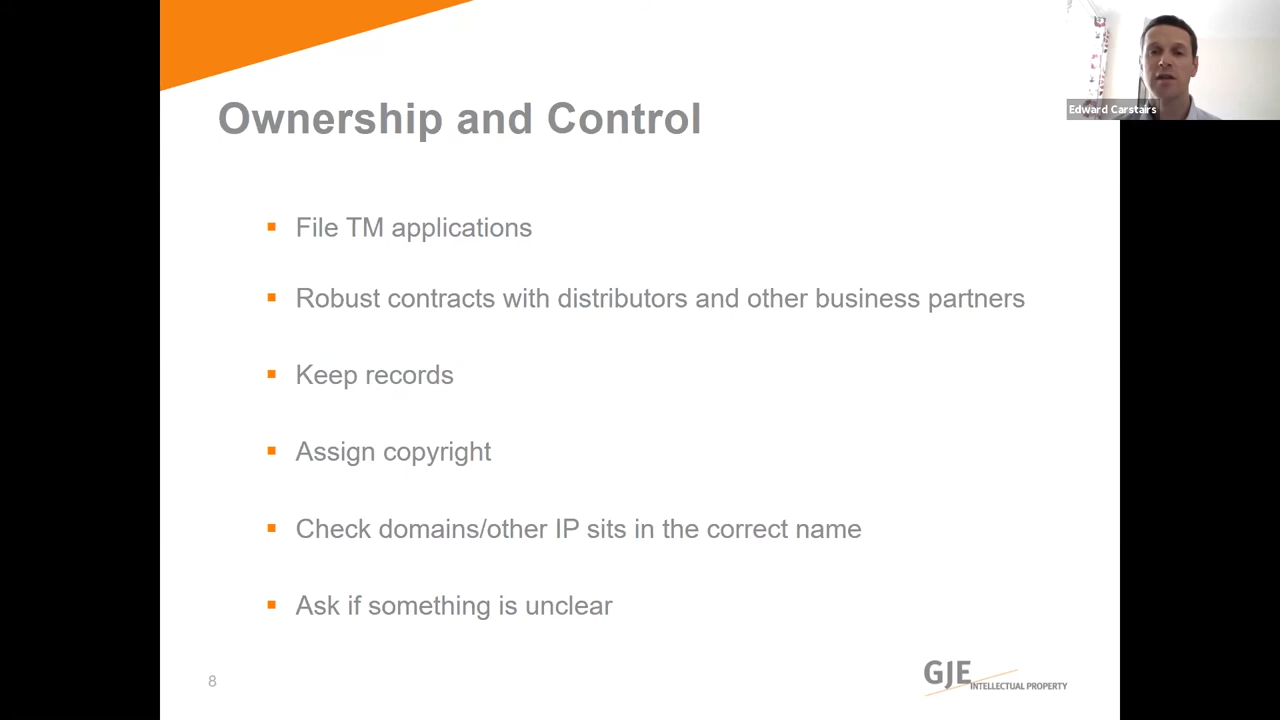 Edward Carstairs
Ownership and Control
File TM applications
Robust contracts with distributors and other business partners
Keep records
Assign copyright
Check domains/other IP sits in the correct name
Ask if something is unclear
8
GJE
INTELLECTUAL PROPERTY